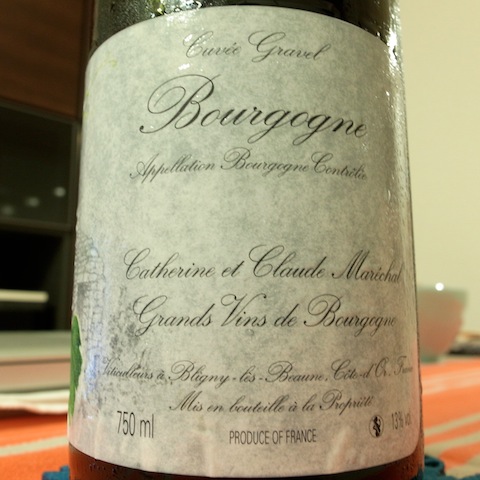 Cuvée Gravel
Bourgogne
Appellation Bourgogne Contrôlée
Catherine et Claude Maréchal
Grands Vins de Bourgogne
Viticulteurs à Bligny-lès-Beaune, Côte-d'Or, France
Mis en bouteille à la Propriété
750 ml PRODUCE OF FRANCE 13% vol